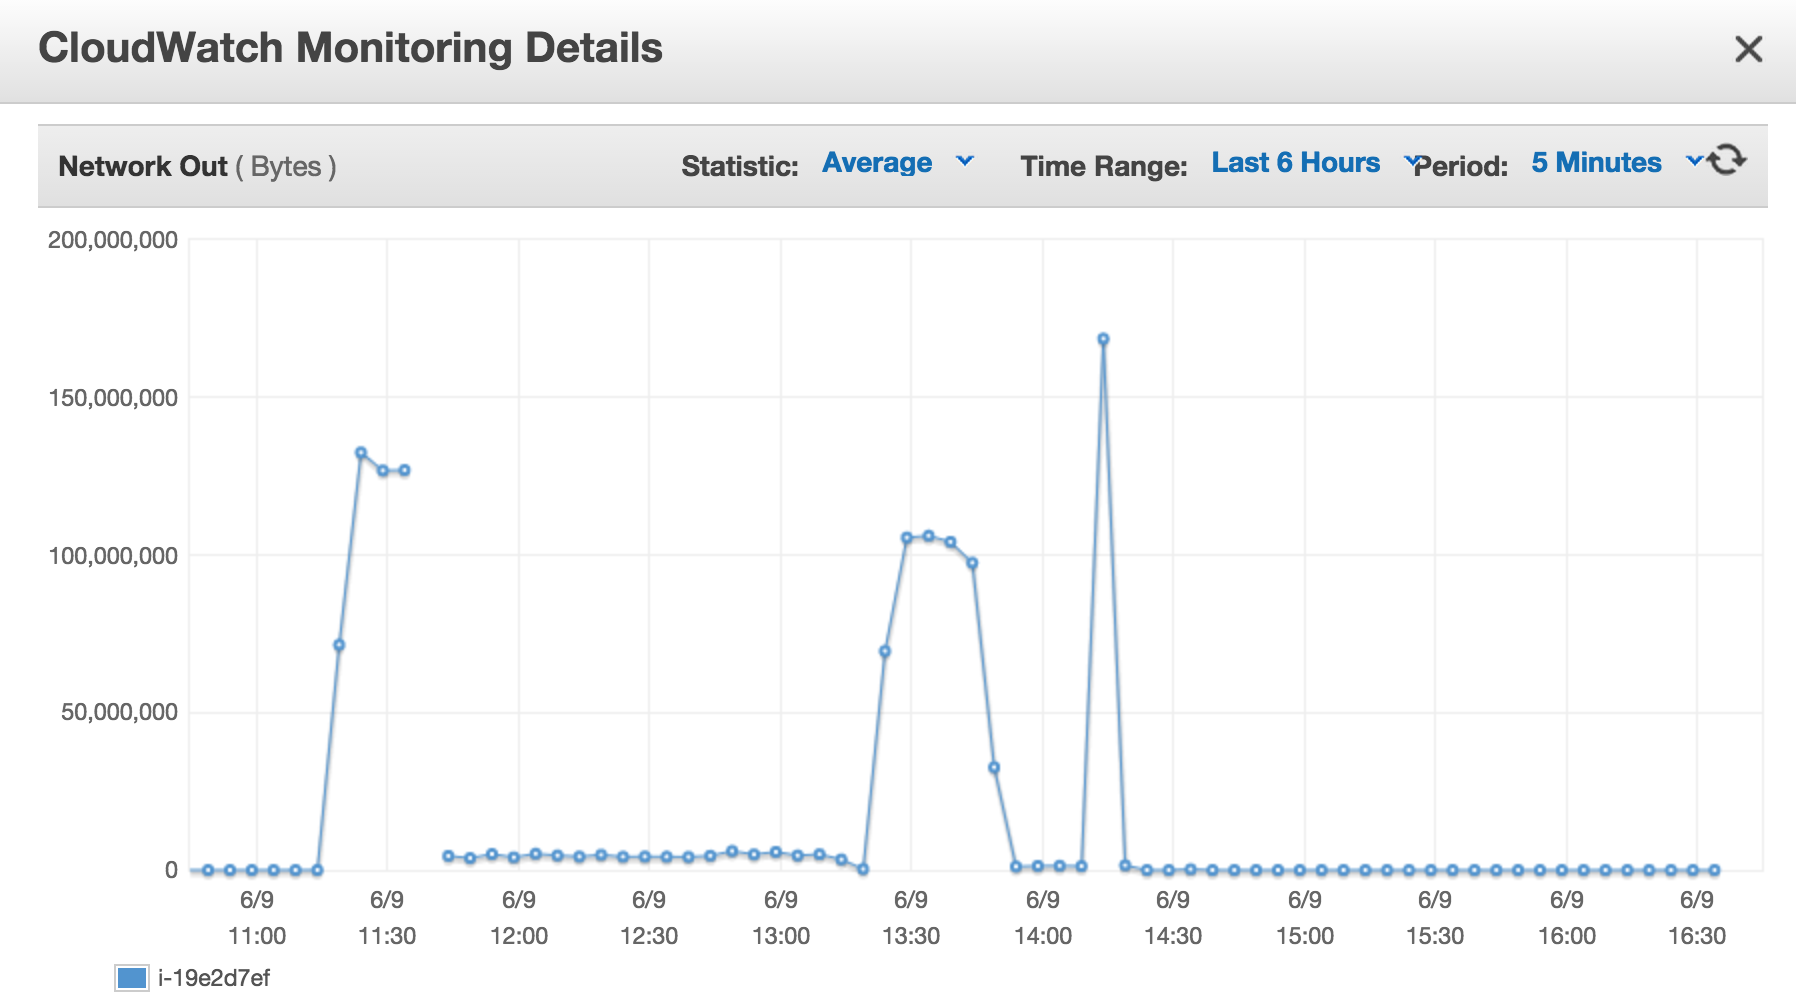 CloudWatch Monitoring Details
Network Out ( Bytes ) Statistic: Average Time Range: Last 6 Hours Period: 5 Minutes
200,000,000
150,000,000
100,000,000
50,000,000
0
6/9 6/9 6/9 6/9 6/9 6/9 6/9 6/9 6/9 6/9 6/9 6/9
11:00 11:30 12:00 12:30 13:00 13:30 14:00 14:30 15:00 15:30 16:00 16:30
i-19e2d7ef